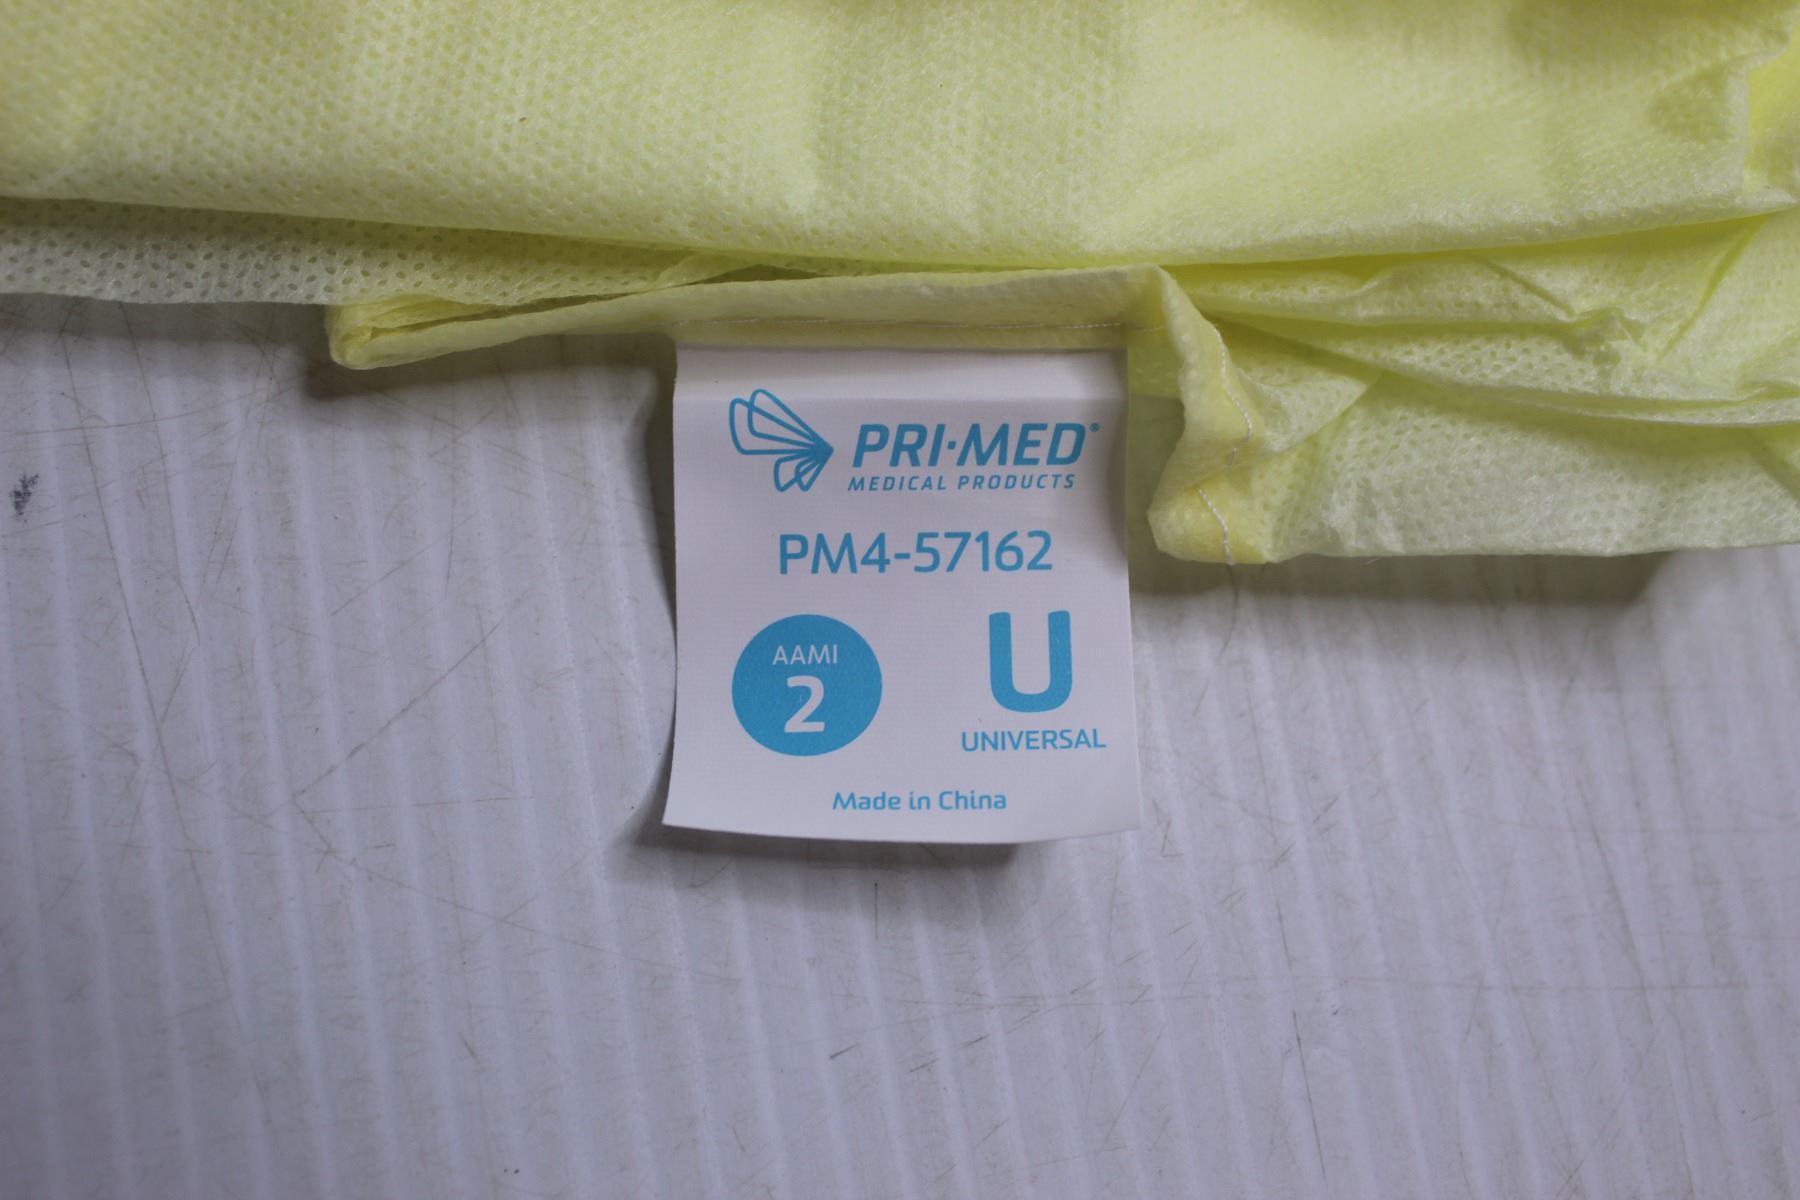 PRI·MED®
MEDICAL PRODUCTS
PM4-57162
AAMI
2
U
UNIVERSAL
Made in China